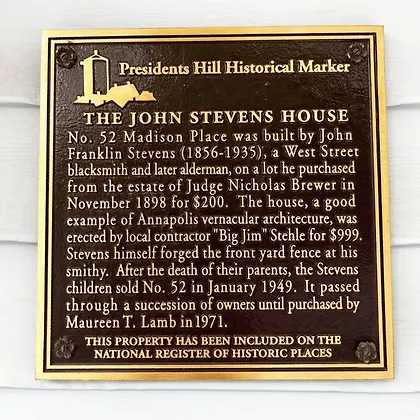 Presidents Hill Historical Marker
THE JOHN STEVENS HOUSE
No. 52 Madison Place was built by John
Franklin Stevens (1856-1935), a West Street
blacksmith and later alderman, on a lot he purchased
from the estate of Judge Nicholas Brewer in
November 1898 for $200. The house, a good
example of Annapolis vernacular architecture, was
erected by local contractor "Big Jim" Stehle for $999.
Stevens himself forged the front yard fence at his
smithy. After the death of their parents, the Stevens
children sold No. 52 in January 1949. It passed
through a succession of owners until purchased by
Maureen T. Lamb in 1971.
THIS PROPERTY HAS BEEN INCLUDED ON THE
NATIONAL REGISTER OF HISTORIC PLACES